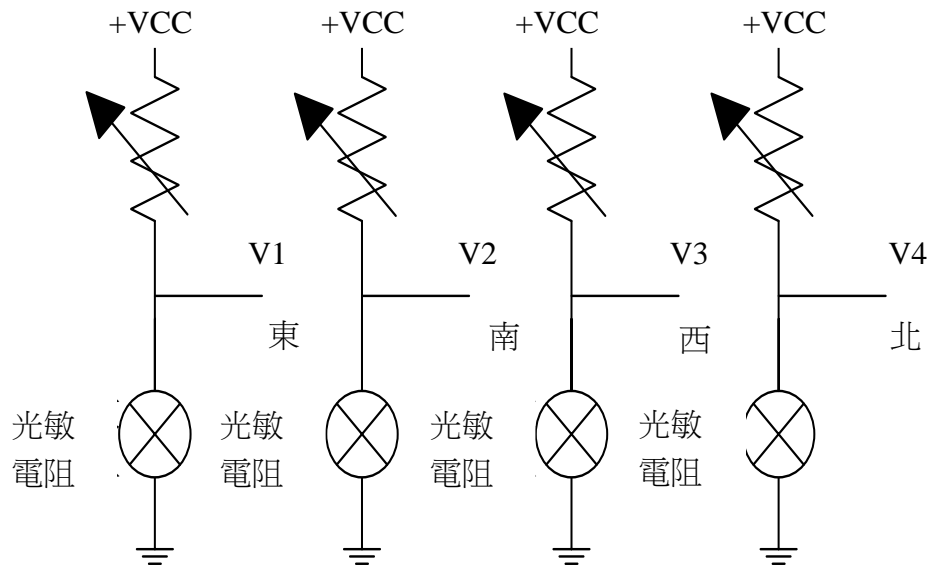 +VCC +VCC +VCC +VCC
V1 V2 V3 V4
東 南 西 北
光敏 光敏 光敏 光敏
電阻 電阻 電阻 電阻